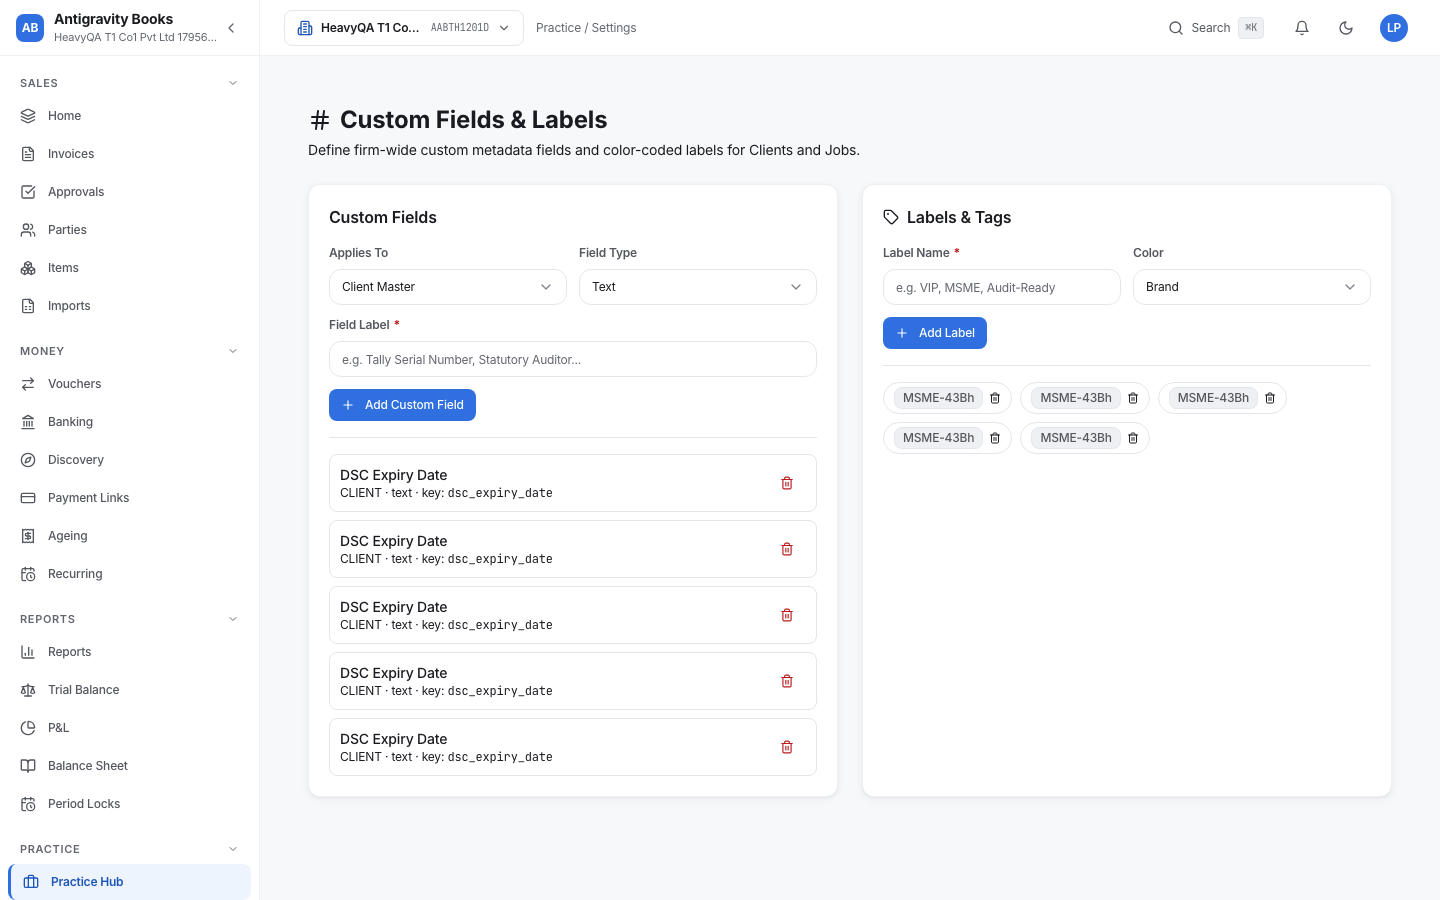 AB
Antigravity Books
HeavyQA T1 Co1 Pvt Ltd 17956...
SALES
Home
Invoices
Approvals
Parties
Items
Imports
MONEY
Vouchers
Banking
Discovery
Payment Links
Ageing
Recurring
REPORTS
Reports
Trial Balance
P&L
Balance Sheet
Period Locks
PRACTICE
Practice Hub
HeavyQA T1 Co... AABTH1201D
Practice / Settings
Search ⌘K
LP
Custom Fields & Labels
Define firm-wide custom metadata fields and color-coded labels for Clients and Jobs.
Custom Fields
Applies To
Field Type
Client Master
Text
Field Label *
e.g. Tally Serial Number, Statutory Auditor...
Add Custom Field
DSC Expiry Date
CLIENT · text · key: dsc_expiry_date
DSC Expiry Date
CLIENT · text · key: dsc_expiry_date
DSC Expiry Date
CLIENT · text · key: dsc_expiry_date
DSC Expiry Date
CLIENT · text · key: dsc_expiry_date
DSC Expiry Date
CLIENT · text · key: dsc_expiry_date
Labels & Tags
Label Name *
Color
e.g. VIP, MSME, Audit-Ready
Brand
Add Label
MSME-43Bh MSME-43Bh MSME-43Bh
MSME-43Bh MSME-43Bh